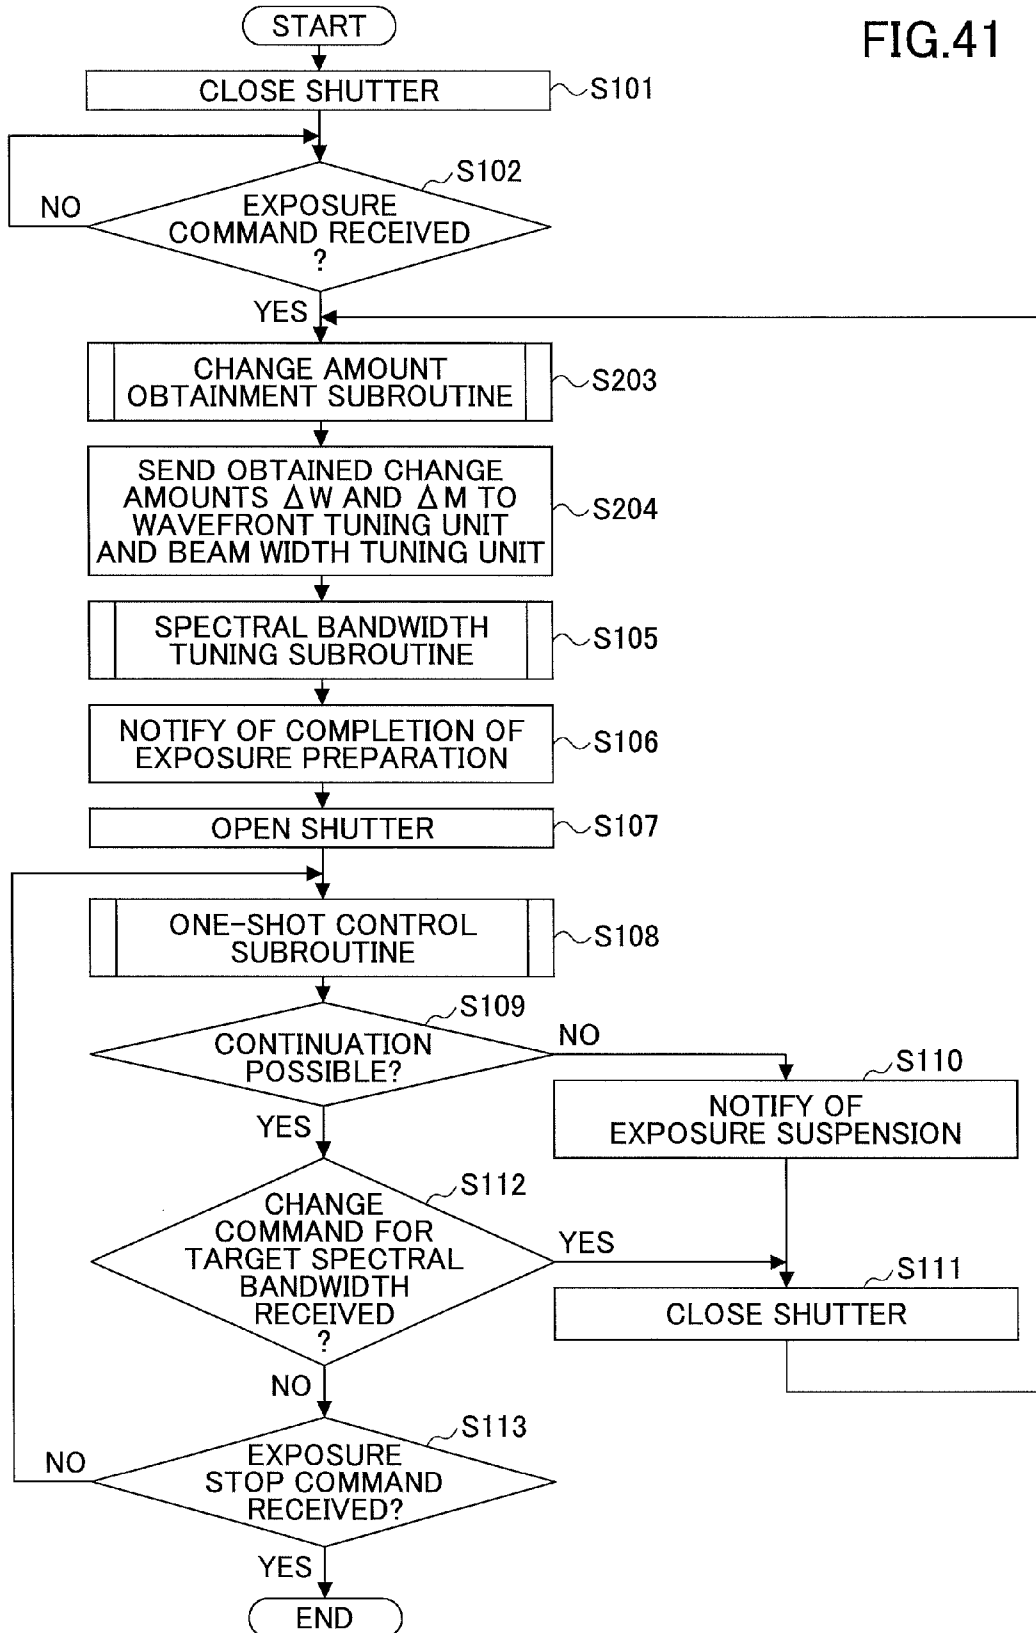 FIG.41
START
CLOSE SHUTTER
S101
S102
EXPOSURE
COMMAND RECEIVED
?
NO
YES
CHANGE AMOUNT
OBTAINMENT SUBROUTINE
S203
SEND OBTAINED CHANGE
AMOUNTS ΔW AND ΔM TO
WAVEFRONT TUNING UNIT
AND BEAM WIDTH TUNING UNIT
S204
SPECTRAL BANDWIDTH
TUNING SUBROUTINE
S105
NOTIFY OF COMPLETION OF
EXPOSURE PREPARATION
S106
OPEN SHUTTER
S107
ONE-SHOT CONTROL
SUBROUTINE
S108
S109
CONTINUATION
POSSIBLE?
NO
YES
S110
NOTIFY OF
EXPOSURE SUSPENSION
S112
CHANGE
COMMAND FOR
TARGET SPECTRAL
BANDWIDTH
RECEIVED
?
YES
NO
S111
CLOSE SHUTTER
S113
EXPOSURE
STOP COMMAND
RECEIVED?
NO
YES
END